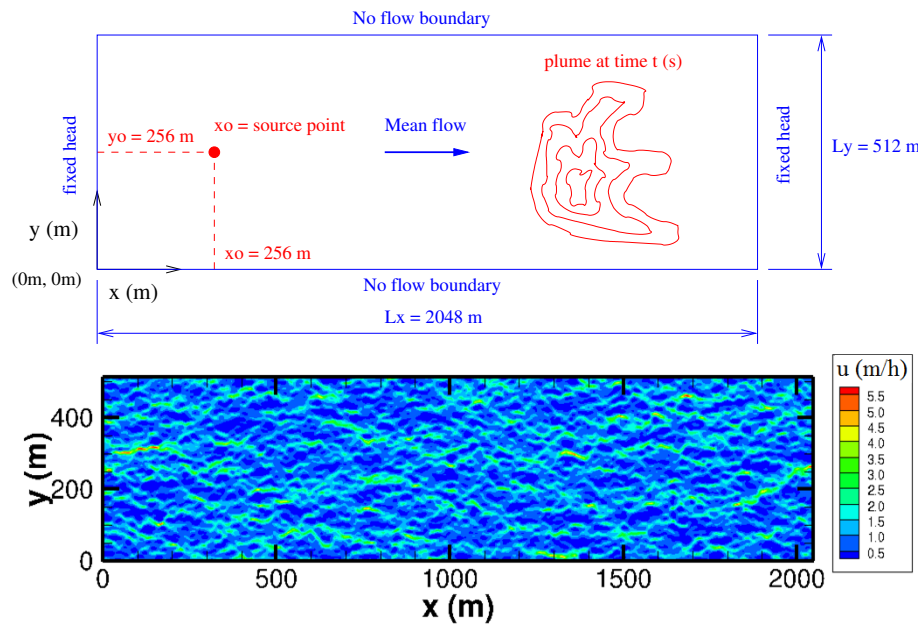 No flow boundary
plume at time t (s)
xo = source point
yo = 256 m
Mean flow
fixed head
fixed head
Ly = 512 m
y (m)
xo = 256 m
(0m, 0m)
x (m)
No flow boundary
Lx = 2048 m
u (m/h)
5.5
5.0
4.5
4.0
3.5
3.0
2.5
2.0
1.5
1.0
0.5
400
200
0
y (m)
0 500 1000 1500 2000
x (m)